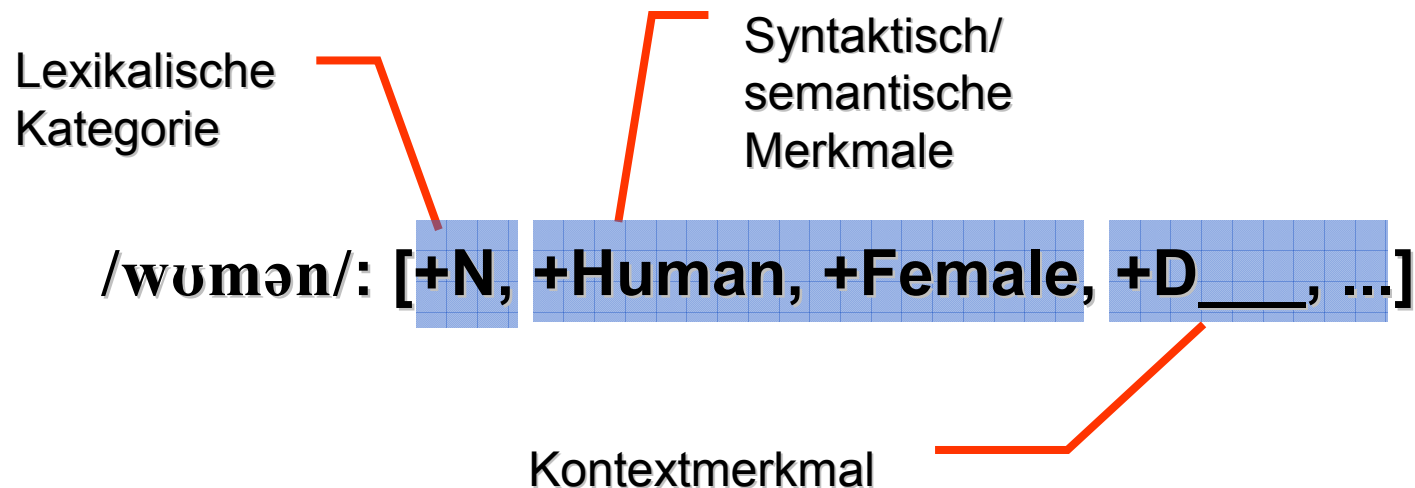 Lexikalische
Kategorie
Syntaktisch/
semantische
Merkmale
/wʊmən/: [+N, +Human, +Female, +D___, ...]
Kontextmerkmal